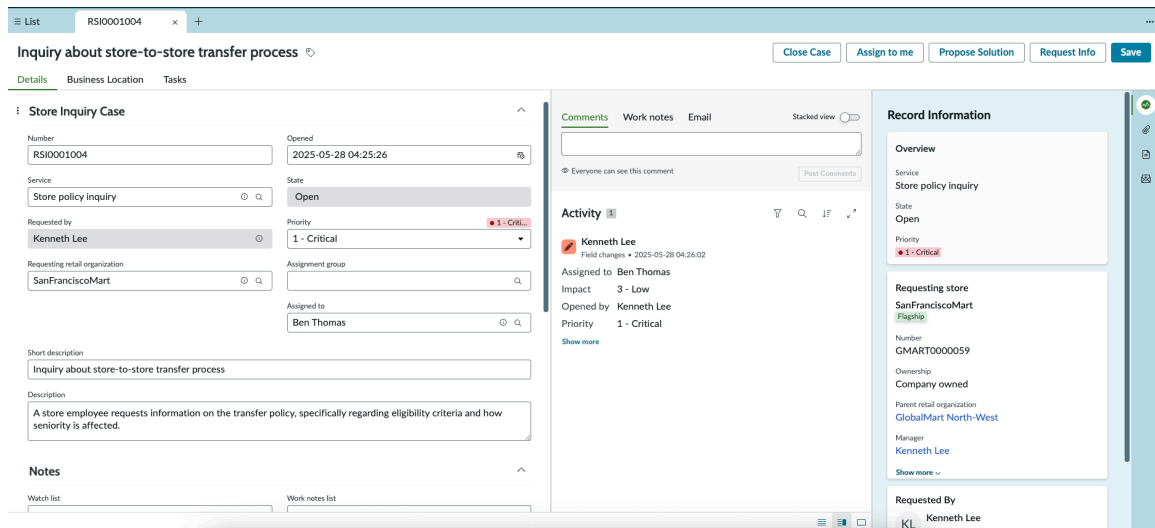 List
RSI0001004
Inquiry about store-to-store transfer process
Close Case
Assign to me
Propose Solution
Request Info
Save
Details
Business Location
Tasks
Store Inquiry Case
Number
RSI0001004
Opened
2025-05-28 04:25:26
Service
Store policy inquiry
State
Open
Requested by
Kenneth Lee
Priority
1 - Criti...
1 - Critical
Requesting retail organization
SanFranciscoMart
Assignment group
Assigned to
Ben Thomas
Short description
Inquiry about store-to-store transfer process
Description
A store employee requests information on the transfer policy, specifically regarding eligibility criteria and how
seniority is affected.
Notes
Watch list
Work notes list
Comments
Work notes
Email
Stacked view
Everyone can see this comment
Post Comments
Activity 1
Kenneth Lee
Field changes • 2025-05-28 04:26:02
Assigned to Ben Thomas
Impact 3 - Low
Opened by Kenneth Lee
Priority 1 - Critical
Show more
Record Information
Overview
Service
Store policy inquiry
State
Open
Priority
1 - Critical
Requesting store
SanFranciscoMart
Flagship
Number
GMART0000059
Ownership
Company owned
Parent retail organization
GlobalMart North-West
Manager
Kenneth Lee
Show more
Requested By
KL
Kenneth Lee